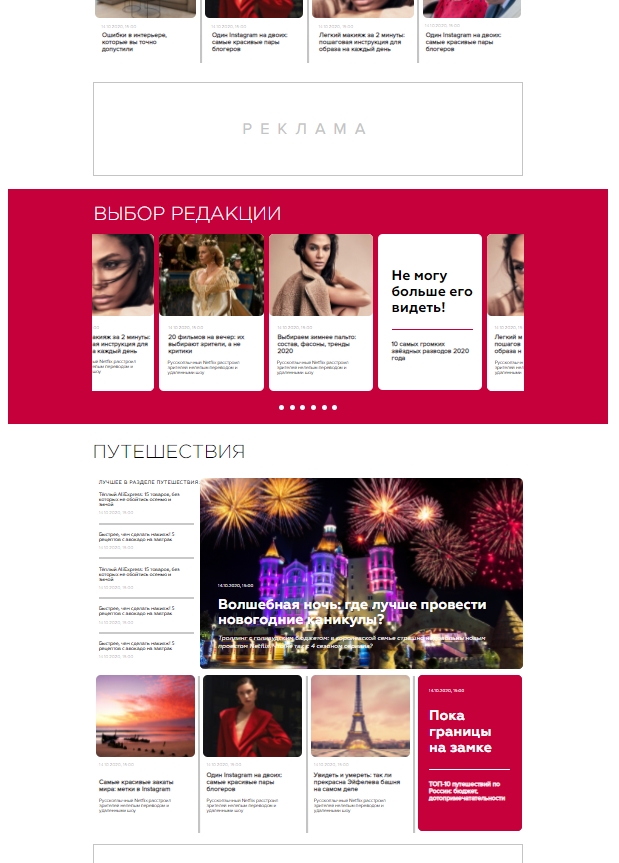 14.10.2020, 15:00
Ошибки в интерьере,
которые вы точно
допустили
14.10.2020, 15:00
Один Instagram на двоих:
самые красивые пары
блогеров
14.10.2020, 15:00
Легкий макияж за 2 минуты:
пошаговая инструкция для
образа на каждый день
14.10.2020, 15:00
Один Instagram на двоих:
самые красивые пары
блогеров
РЕКЛАМА
ВЫБОР РЕДАКЦИИ
акияж за 2 минуты:
ая инструкция для
а каждый день
14.10.2020, 15:00
20 фильмов на вечер: их
выбирают зрители, а не
критики
Русскоязычный Netflix расстроил
зрителей нелепым переводом и
удаленными шоу
14.10.2020, 15:00
Выбираем зимнее пальто:
состав, фасоны, тренды
2020
Русскоязычный Netflix расстроил
зрителей нелепым переводом и
удаленными шоу
Не могу
больше его
видеть!
10 самых громких
звёздных разводов 2020
года
Легкий м
пошагов
образа н
ПУТЕШЕСТВИЯ
ЛУЧШЕЕ В РАЗДЕЛЕ ПУТЕШЕСТВИЯ:
Тёплый AliExpress: 15 товаров, без
которых не обойтись осенью и
зимой
14.10.2020, 15:00
Быстрее, чем сделать макияж! 5
рецептов с авокадо на завтрак
14.10.2020, 15:00
Тёплый AliExpress: 15 товаров, без
которых не обойтись осенью и
зимой
14.10.2020, 15:00
Быстрее, чем сделать макияж! 5
рецептов с авокадо на завтрак
14.10.2020, 15:00
Быстрее, чем сделать макияж! 5
рецептов с авокадо на завтрак
14.10.2020, 15:00
14.10.2020, 15:00
Волшебная ночь: где лучше провести
новогодние каникулы?
Троллинг с голливудским бюджетом: в королевской семье
проектом Netflix. 4 сезоном сериала?
14.10.2020, 15:00
Самые красивые закаты
мира: метки в Instagram
Русскоязычный Netflix расстроил
зрителей нелепым переводом и
удаленными шоу
14.10.2020, 15:00
Один Instagram на двоих:
самые красивые пары
блогеров
Русскоязычный Netflix расстроил
зрителей нелепым переводом и
удаленными шоу
14.10.2020, 15:00
Увидеть и умереть: так ли
прекрасна Эйфелева башня
на самом деле
Русскоязычный Netflix расстроил
зрителей нелепым переводом и
удаленными шоу
14.10.2020, 15:00
Пока
границы
на замке
ТОП-10 путешествий по
России: бюджет,
достопримечательности